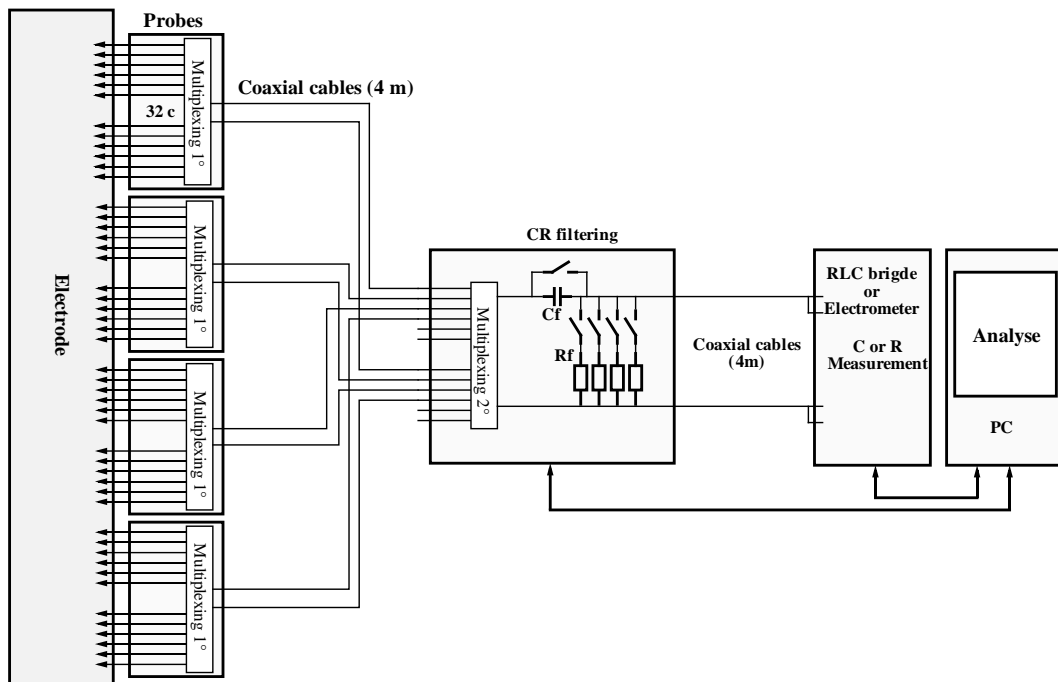 Probes
Electrode
32 c
Multiplexing 1°
Multiplexing 1°
Multiplexing 1°
Multiplexing 1°
Coaxial cables (4 m)
CR filtering
Multiplexing 2°
Cf
Rf
Coaxial cables
(4m)
RLC brigde
or
Electrometer
C or R
Measurement
Analyse
PC